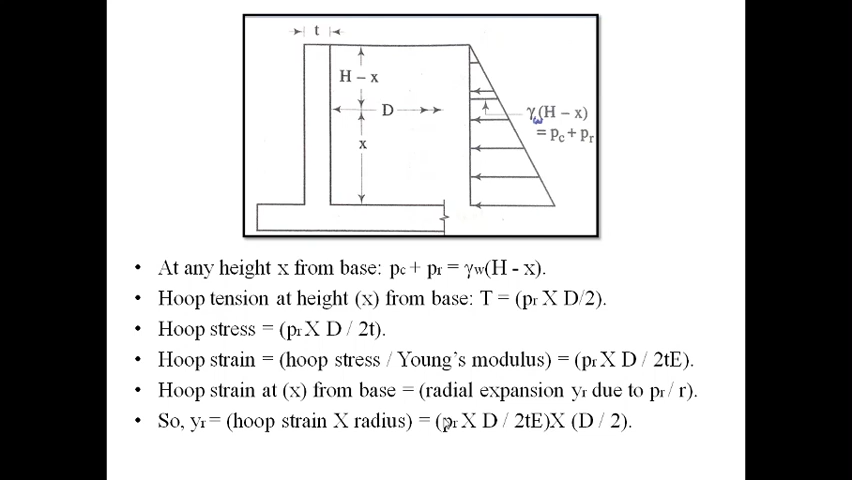 t
H – x
D
x
γw(H – x)
= pc + pr
• At any height x from base: pc + pr = γw(H - x).
• Hoop tension at height (x) from base: T = (pr X D/2).
• Hoop stress = (pr X D / 2t).
• Hoop strain = (hoop stress / Young's modulus) = (pr X D / 2tE).
• Hoop strain at (x) from base = (radial expansion yr due to pr / r).
• So, yr = (hoop strain X radius) = (pr X D / 2tE)X (D / 2).